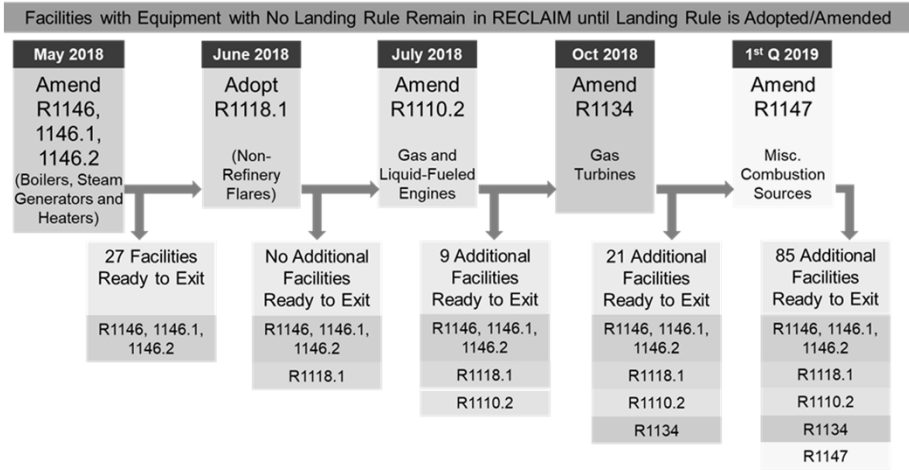 Facilities with Equipment with No Landing Rule Remain in RECLAIM until Landing Rule is Adopted/Amended
May 2018
Amend
R1146,
1146.1,
1146.2
(Boilers, Steam
Generators and
Heaters)
June 2018
Adopt
R1118.1
(Non-
Refinery
Flares)
July 2018
Amend
R1110.2
Gas and
Liquid-Fueled
Engines
Oct 2018
Amend
R1134
Gas
Turbines
1st Q 2019
Amend
R1147
Misc.
Combustion
Sources
27 Facilities
Ready to Exit
R1146, 1146.1,
1146.2
No Additional
Facilities
Ready to Exit
R1146, 1146.1,
1146.2
R1118.1
9 Additional
Facilities
Ready to Exit
R1146, 1146.1,
1146.2
R1118.1
R1110.2
21 Additional
Facilities
Ready to Exit
R1146, 1146.1,
1146.2
R1118.1
R1110.2
R1134
85 Additional
Facilities
Ready to Exit
R1146, 1146.1,
1146.2
R1118.1
R1110.2
R1134
R1147